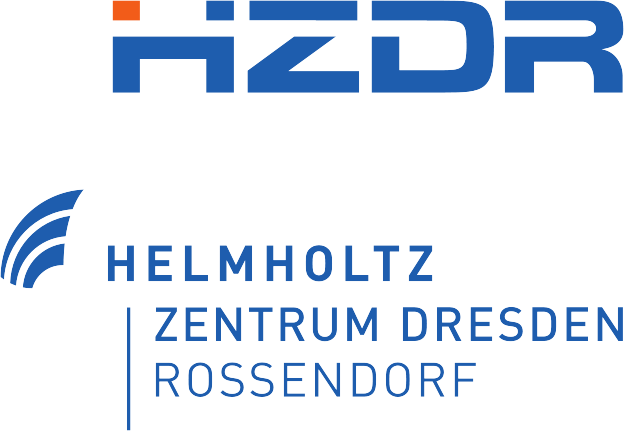 HZDR
HELMHOLTZ
ZENTRUM DRESDEN
ROSSENDORF